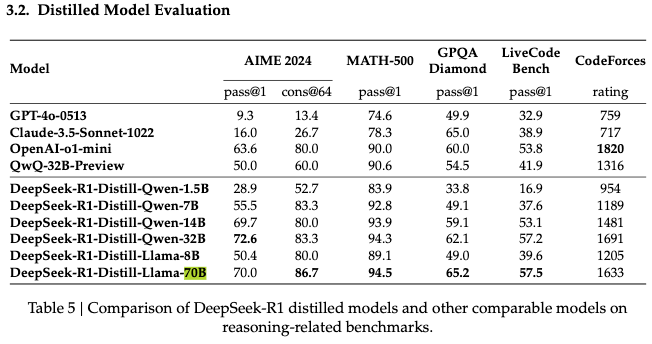 3.2. Distilled Model Evaluation
Model AIME 2024 MATH-500 GPQA Diamond LiveCode Bench CodeForces
pass@1 cons@64 pass@1 pass@1 pass@1 rating
GPT-4o-0513 9.3 13.4 74.6 49.9 32.9 759
Claude-3.5-Sonnet-1022 16.0 26.7 78.3 65.0 38.9 717
OpenAI-o1-mini 63.6 80.0 90.0 60.0 53.8 1820
QwQ-32B-Preview 50.0 60.0 90.6 54.5 41.9 1316
DeepSeek-R1-Distill-Qwen-1.5B 28.9 52.7 83.9 33.8 16.9 954
DeepSeek-R1-Distill-Qwen-7B 55.5 83.3 92.8 49.1 37.6 1189
DeepSeek-R1-Distill-Qwen-14B 69.7 80.0 93.9 59.1 53.1 1481
DeepSeek-R1-Distill-Qwen-32B 72.6 83.3 94.3 62.1 57.2 1691
DeepSeek-R1-Distill-Llama-8B 50.4 80.0 89.1 49.0 39.6 1205
DeepSeek-R1-Distill-Llama-70B 70.0 86.7 94.5 65.2 57.5 1633
Table 5 | Comparison of DeepSeek-R1 distilled models and other comparable models on
reasoning-related benchmarks.